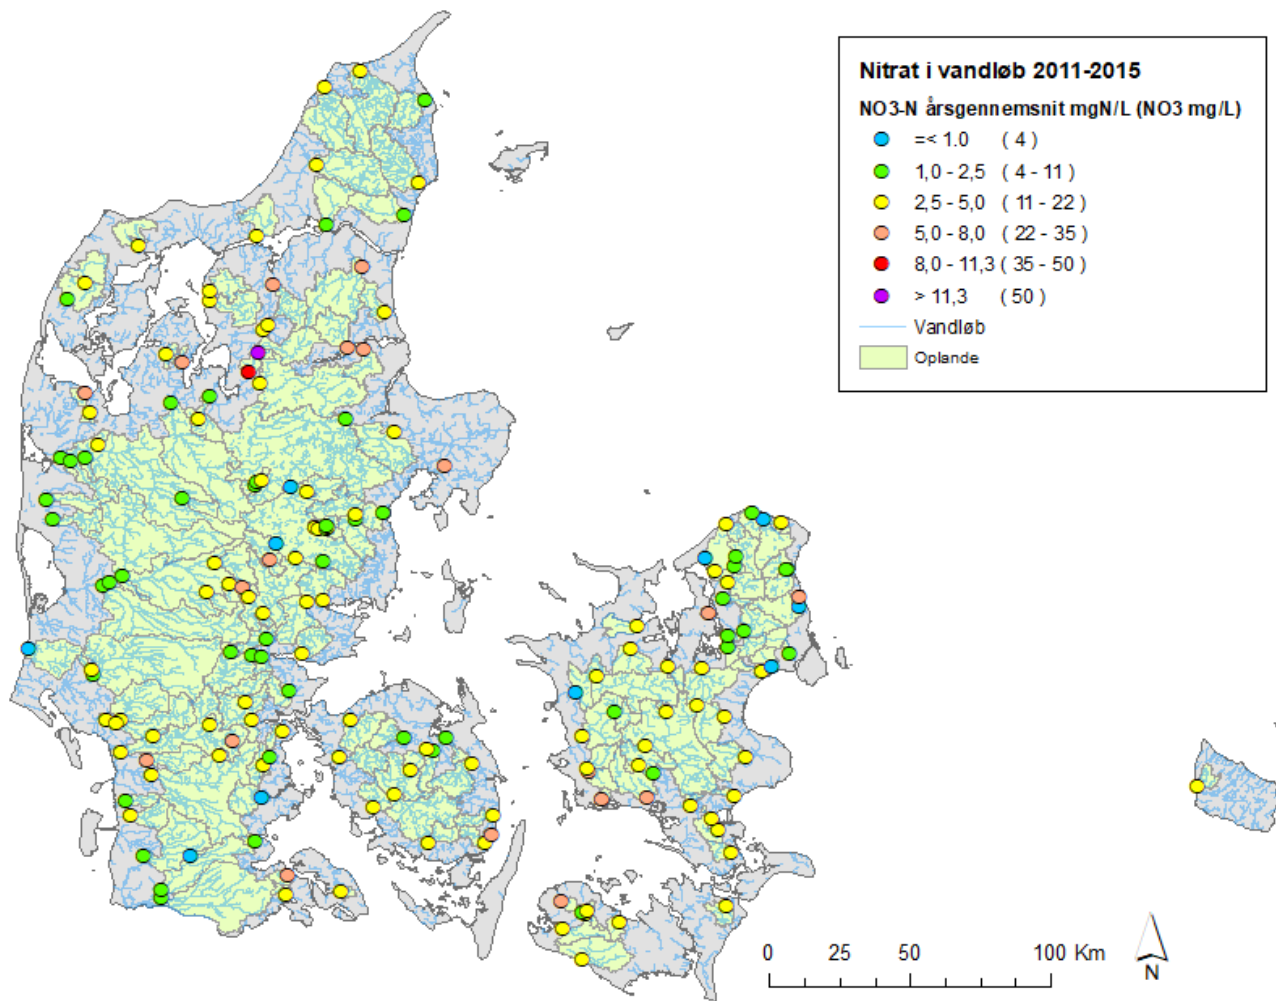 Nitrat i vandløb 2011-2015
NO3-N årsgennemsnit mgN/L (NO3 mg/L)
=< 1.0 ( 4 )
1,0 - 2,5 ( 4 - 11 )
2,5 - 5,0 ( 11 - 22 )
5,0 - 8,0 ( 22 - 35 )
8,0 - 11,3 ( 35 - 50 )
> 11,3 ( 50 )
Vandløb
Oplande
0 25 50 100 Km
N